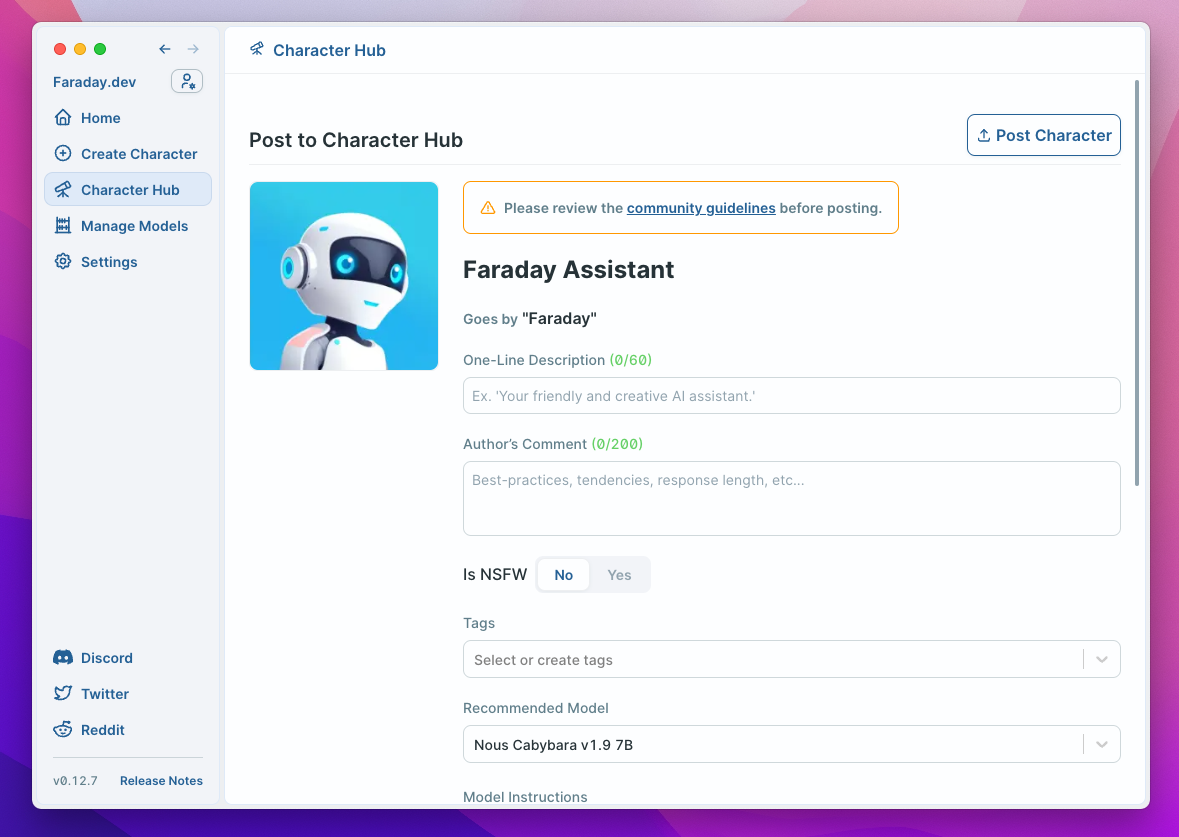 Faraday.dev
Home
Create Character
Character Hub
Manage Models
Settings
Discord
Twitter
Reddit
v0.12.7 Release Notes
Character Hub
Post to Character Hub
Post Character
Please review the community guidelines before posting.
Faraday Assistant
Goes by "Faraday"
One-Line Description (0/60)
Ex. 'Your friendly and creative AI assistant.'
Author's Comment (0/200)
Best-practices, tendencies, response length, etc...
Is NSFW No Yes
Tags
Select or create tags
Recommended Model
Nous Cabybara v1.9 7B
Model Instructions